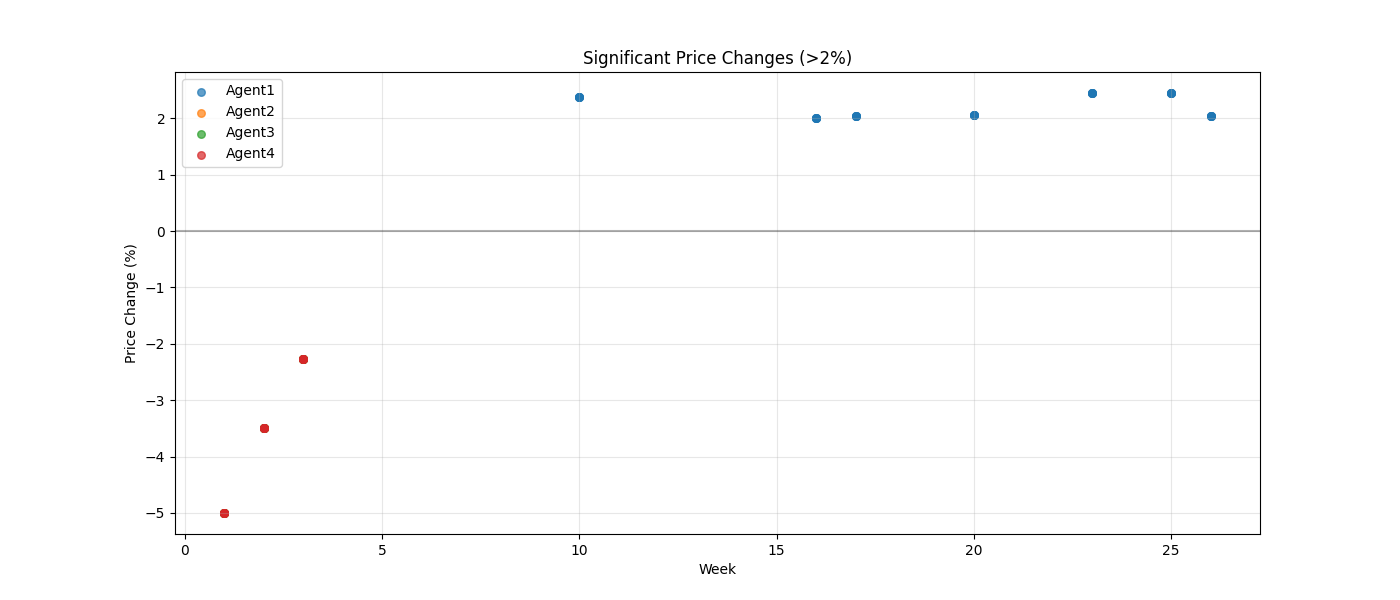 Significant Price Changes (>2%)
Agent1
Agent2
Agent3
Agent4
Price Change (%)
2
1
0
−1
−2
−3
−4
−5
0 5 10 15 20 25
Week